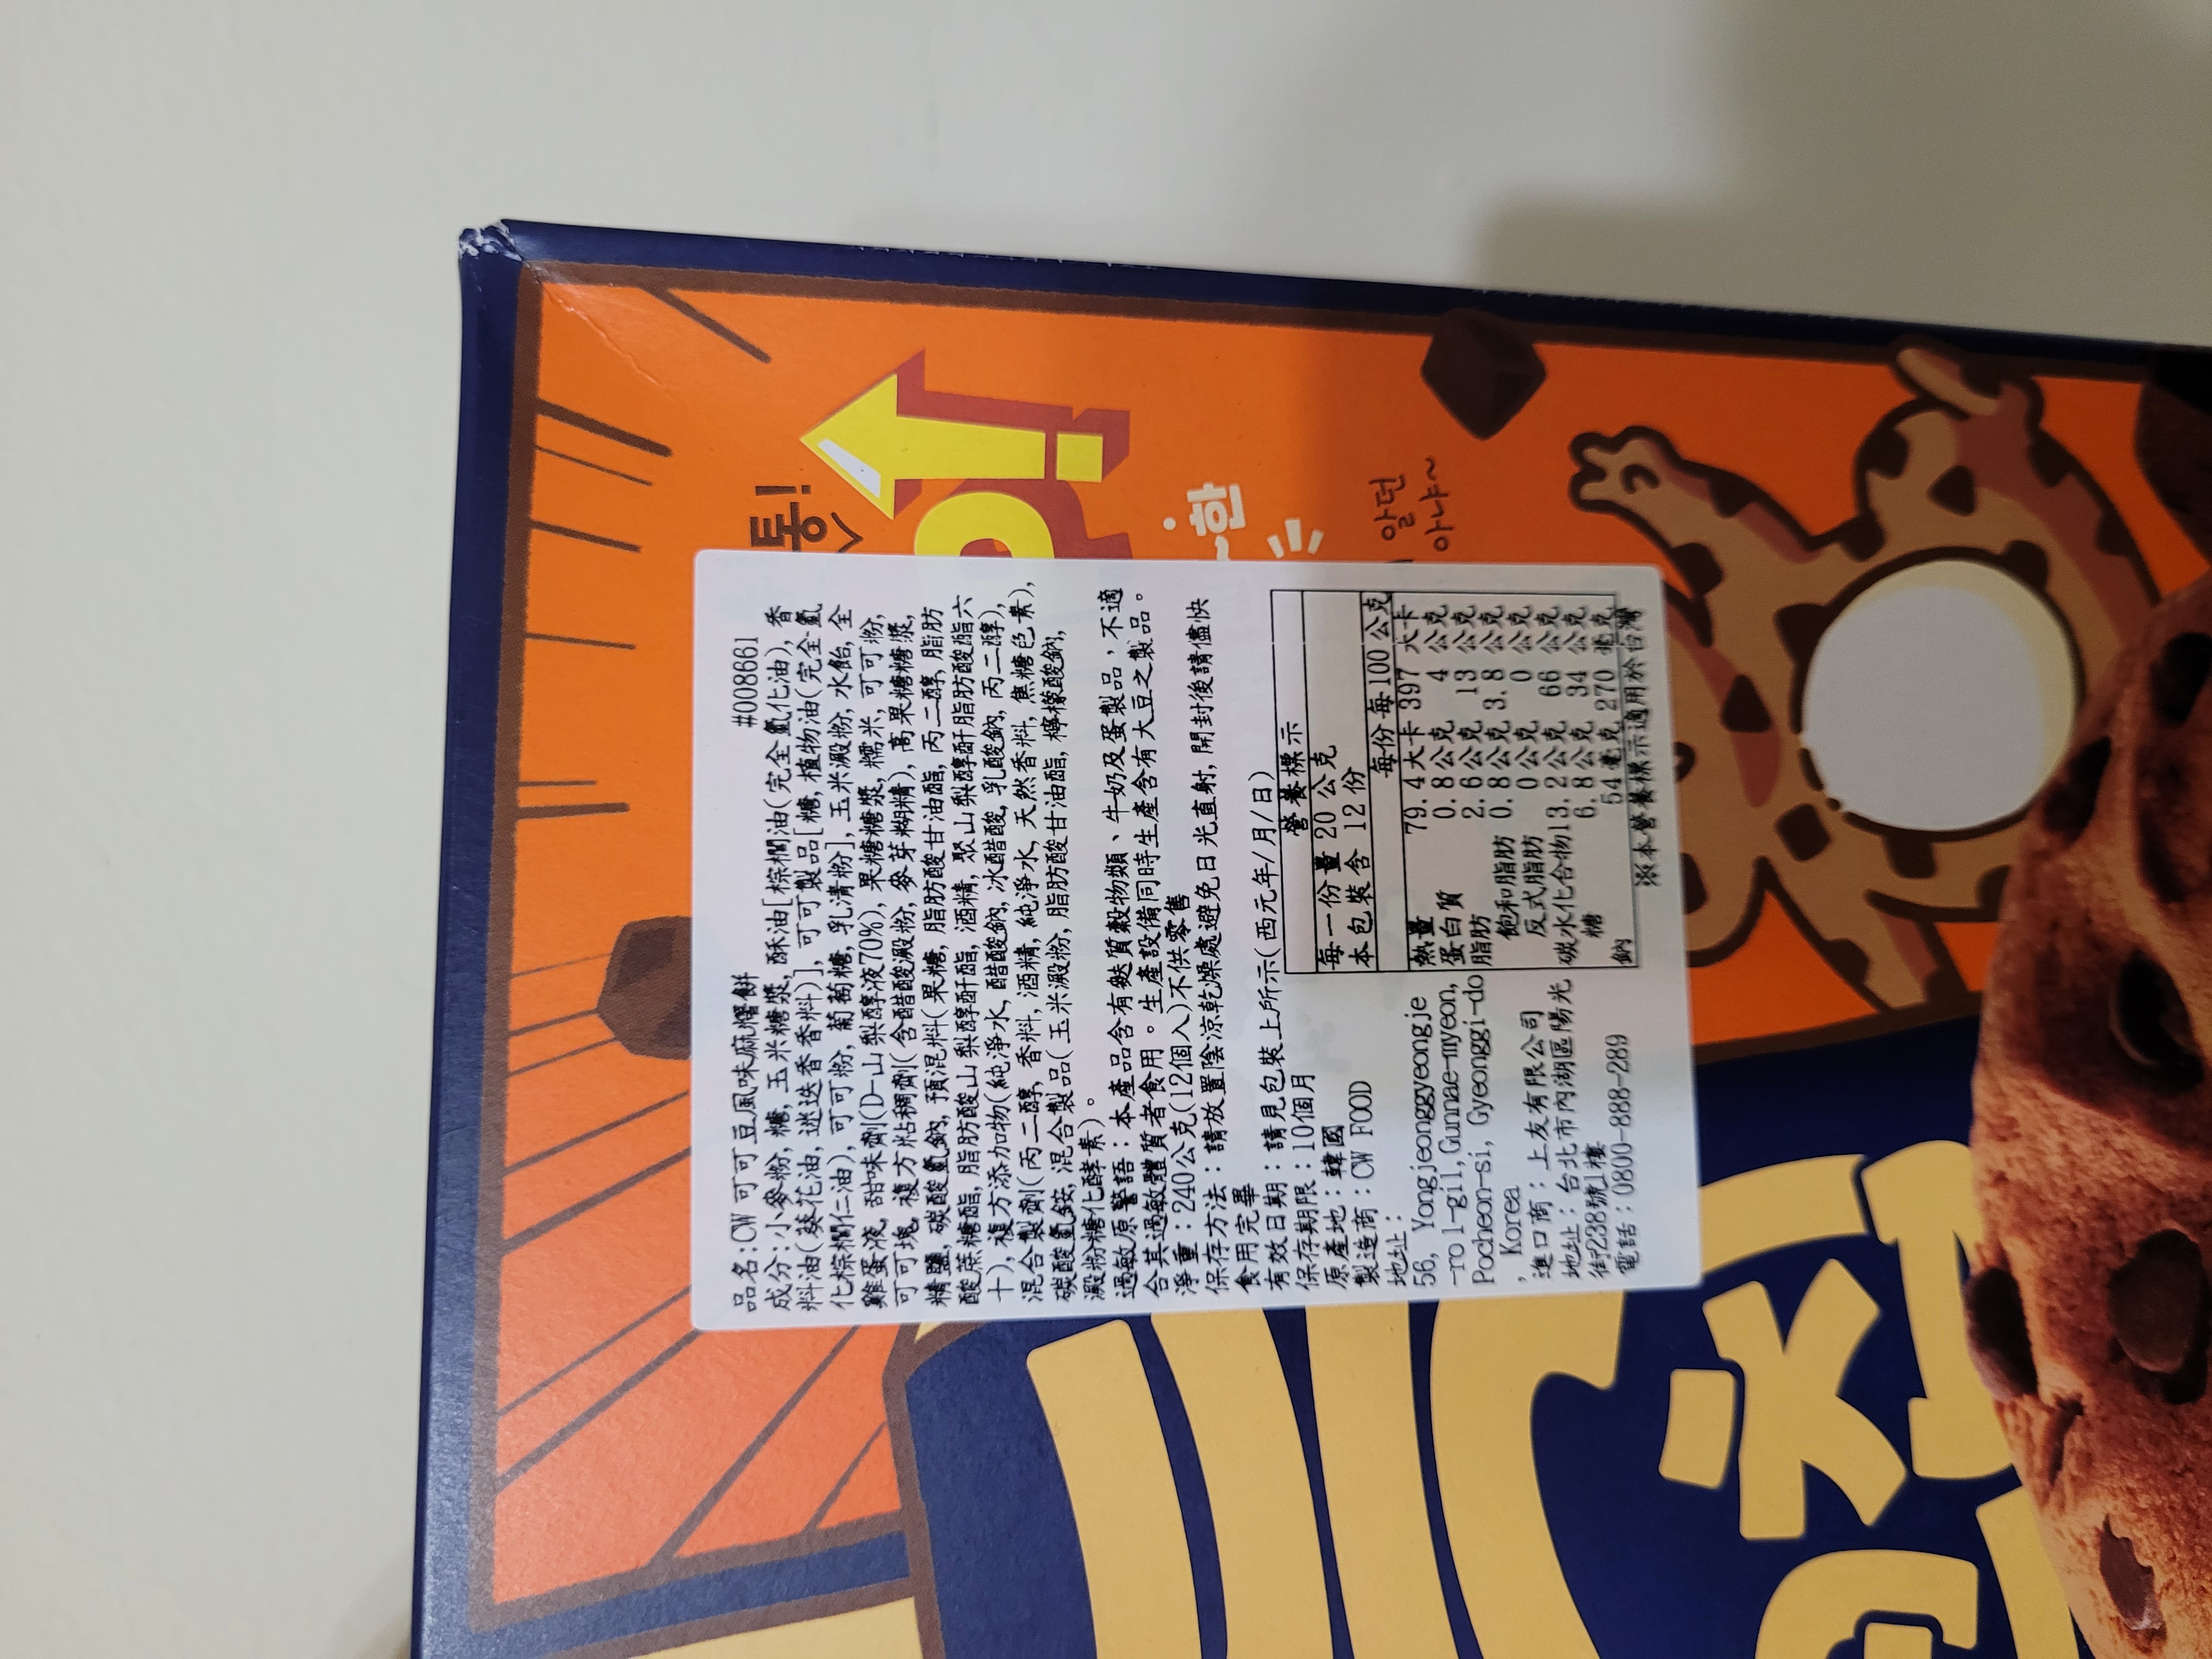 통!
~한
알던
아냐~
#008661
品名:CW 可可豆風味麻糬餅
成分:小麥粉, 糖, 玉米糖漿, 酥油[棕櫚油(完全氫化油), 香
料油(葵花油, 迷迭香香料)], 可可製品[糖, 植物油(完全氫
化棕櫚仁油), 可可粉, 葡萄糖, 乳清粉], 玉米澱粉, 水飴, 全
雞蛋液, 甜味劑(D-山梨醇液70%), 果糖糖漿, 糯米, 可可粉,
可可塊, 複方粘稠劑(含醋酸澱粉, 麥芽糊精), 高果糖糖漿,
精鹽, 碳酸氫鈉, 預混料(果糖, 脂肪酸甘油酯, 丙二醇, 脂肪
酸蔗糖酯, 脂肪酸山梨醇酐酯, 酒精, 聚山梨醇酐脂肪酸酯六
十), 複方添加物(純淨水, 醋酸鈉, 冰醋酸, 乳酸鈉, 丙二醇),
混合製劑(丙二醇, 香料, 酒精, 純淨水, 天然香料, 焦糖色素),
碳酸氫銨, 混合製品(玉米澱粉, 脂肪酸甘油酯, 檸檬酸鈉,
澱粉糖化酵素)。
過敏原警語:本產品含有麩質穀物類、牛奶及蛋製品,不適
合其過敏體質者食用。生產設備同時生產含有大豆之製品。
淨重:240公克(12個入)不供零售
保存方法:請放置陰涼乾燥處避免日光直射, 開封後請儘快
食用完畢
有效日期:請見包裝上所示(西元年/月/日)
保存期限:10個月
原產地:韓國
製造商:CW FOOD
地址:
56, Yongjeonggyeongje
-ro 1-gil, Gunnae-myeon,
Pocheon-si, Gyeonggi-do
, Korea
進口商:上友有限公司
地址:台北市內湖區陽光
街238號1樓
電話:0800-888-289
營養標示
每一份量 20 公克
本包裝含 12 份
每份 每 100 公克
熱量 79.4 大卡 397 大卡
蛋白質 0.8 公克 4 公克
脂肪 2.6 公克 13 公克
飽和脂肪 0.8 公克 3.8 公克
反式脂肪 0 公克 0 公克
碳水化合物 13.2 公克 66 公克
糖 6.8 公克 34 公克
鈉 54 毫克 270 毫克
※本營養標示適用於台灣